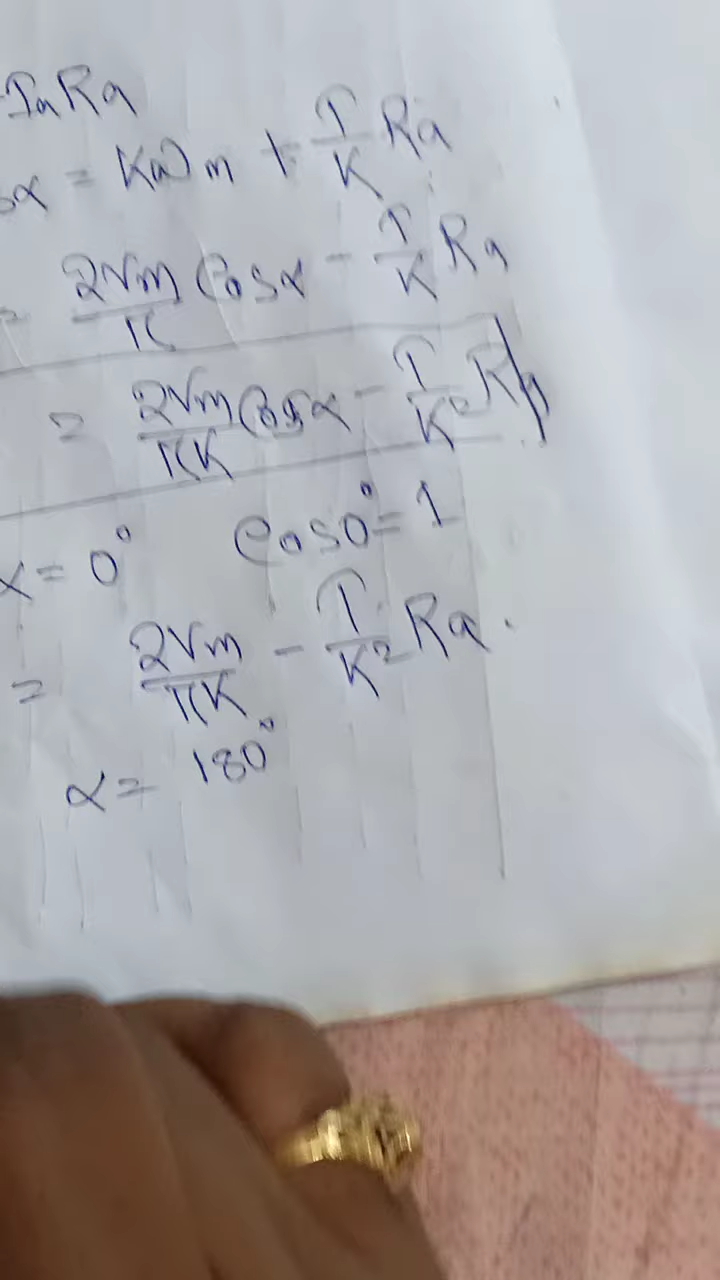 IaRa
α = Kωm + T/K Ra
= 2Vm/π Cosα - T/K Ra
= 2Vm/πK Cosα - T/K² Ra
α = 0° Cos0° = 1
= 2Vm/πK - T/K² Ra.
α = 180°